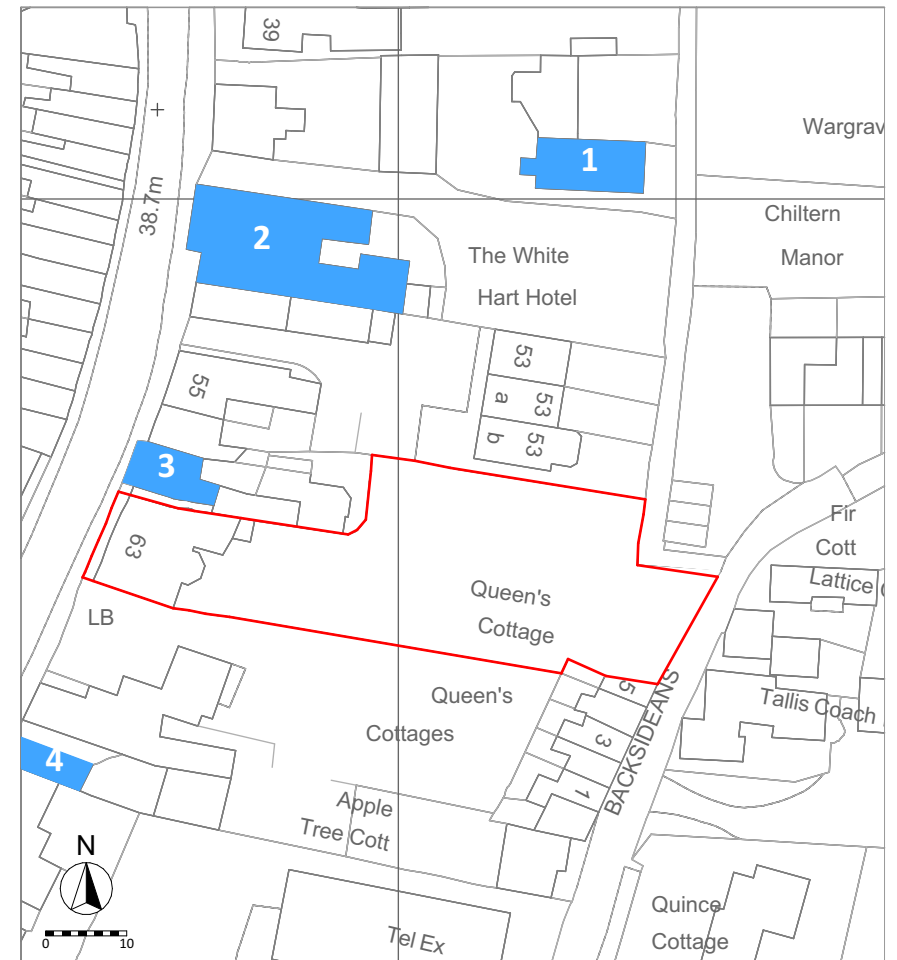 39
Wargrav
1
38.7m
Chiltern
Manor
2
The White
Hart Hotel
53
a 53
b 53
55
3
63
Fir
Cott
Lattice
Queen's
Cottage
LB
5
3
1
BACKSIDEANS
Queen's
Cottages
Tallis Coach
4
Apple
Tree Cott
N
0 10
Tel Ex
Quince
Cottage